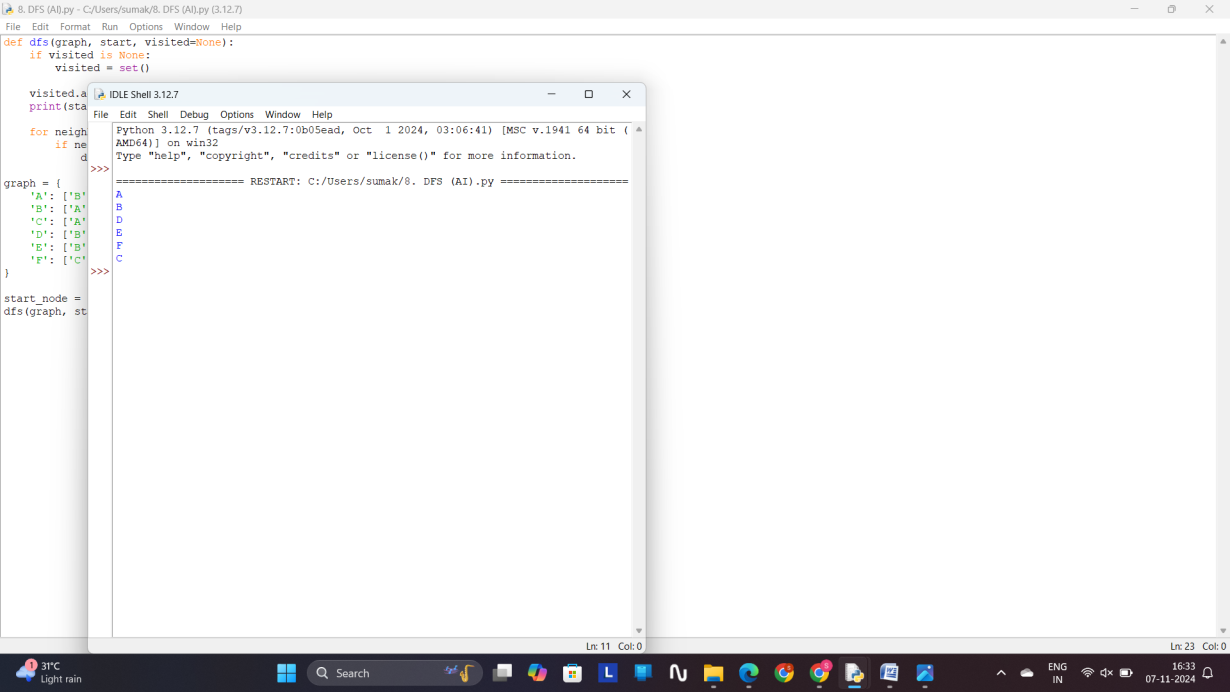 8. DFS (AI).py - C:/Users/sumak/8. DFS (AI).py (3.12.7)
File Edit Format Run Options Window Help
def dfs(graph, start, visited=None):
if visited is None:
visited = set()
visited.a
print(sta
for neigh
if ne
d
graph = {
'A': ['B'
'B': ['A'
'C': ['A'
'D': ['B'
'E': ['B'
'F': ['C'
}
start_node =
dfs(graph, st
IDLE Shell 3.12.7
File Edit Shell Debug Options Window Help
Python 3.12.7 (tags/v3.12.7:0b05ead, Oct  1 2024, 03:06:41) [MSC v.1941 64 bit (
AMD64)] on win32
Type "help", "copyright", "credits" or "license()" for more information.
>>>
==================== RESTART: C:/Users/sumak/8. DFS (AI).py ====================
A
B
D
E
F
C
>>>
Ln: 11 Col: 0
Ln: 23 Col: 0
1
31°C
Light rain
Search
L
ENG
IN
16:33
07-11-2024